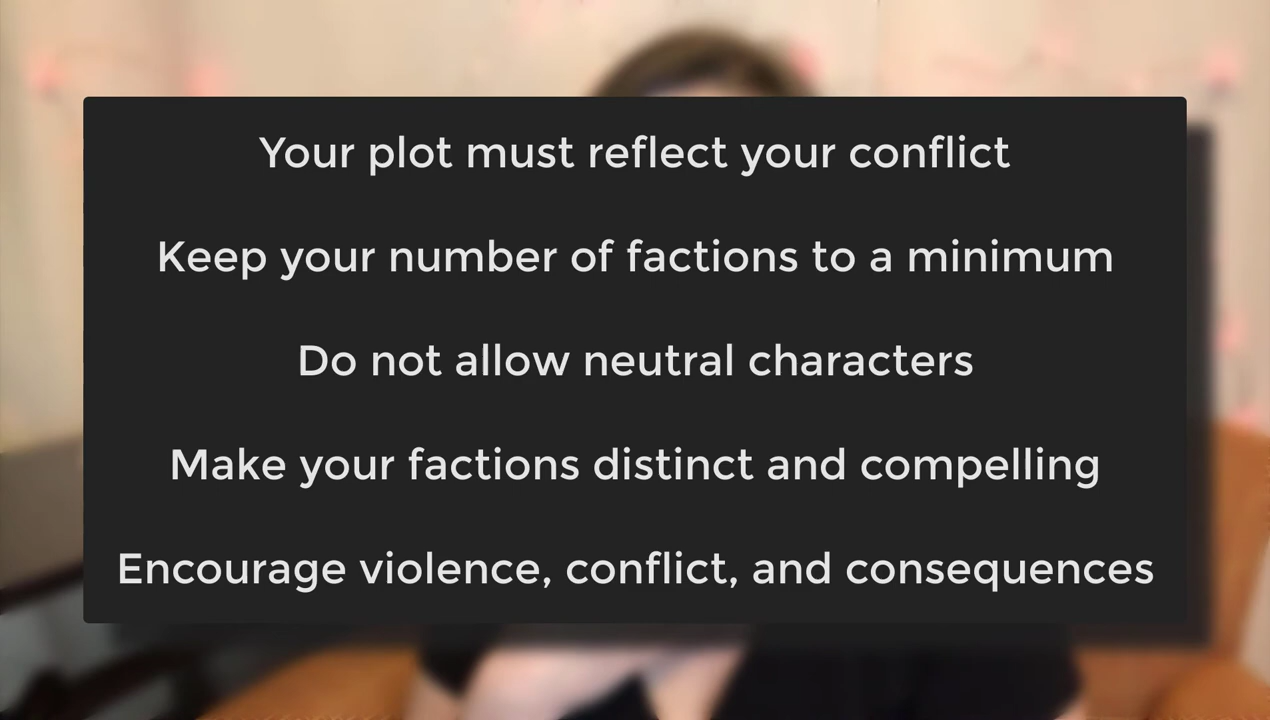 Your plot must reflect your conflict
Keep your number of factions to a minimum
Do not allow neutral characters
Make your factions distinct and compelling
Encourage violence, conflict, and consequences